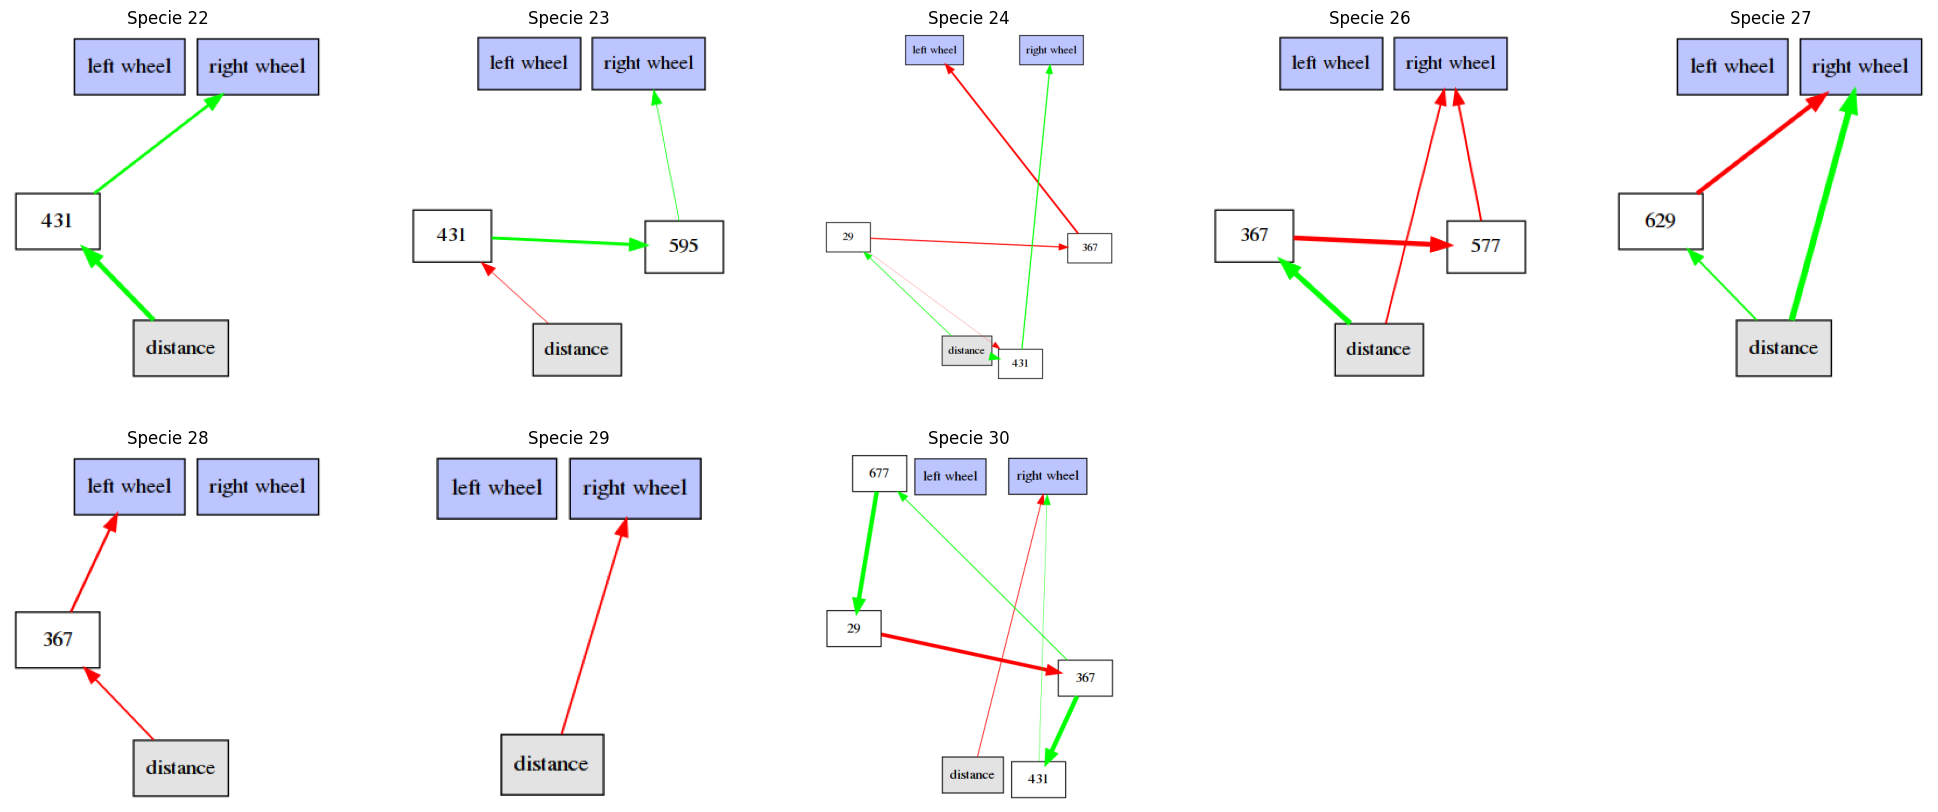 Specie 22
left wheel
right wheel
431
distance
Specie 23
left wheel
right wheel
431
595
distance
Specie 24
left wheel
right wheel
29
367
distance
431
Specie 26
left wheel
right wheel
367
577
distance
Specie 27
left wheel
right wheel
629
distance
Specie 28
left wheel
right wheel
367
distance
Specie 29
left wheel
right wheel
distance
Specie 30
677
left wheel
right wheel
29
367
distance
431